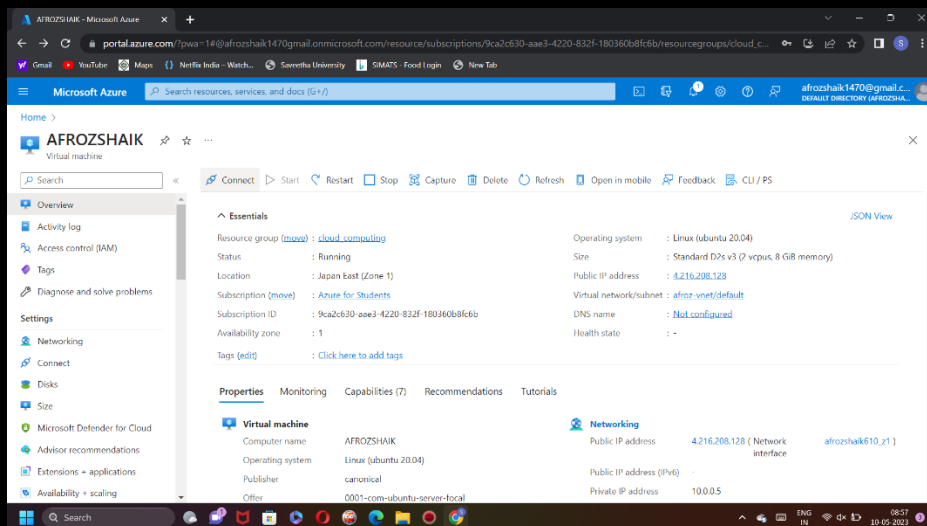 AFROZSHAIK - Microsoft Azure
portal.azure.com/?pwa=1#@afrozshaik1470gmail.onmicrosoft.com/resource/subscriptions/9ca2c630-aae3-4220-832f-180360b8fc6b/resourcegroups/cloud_c...
S
Gmail YouTube Maps Netflix India – Watch... Saveetha University SIMATS - Food Login New Tab
Microsoft Azure Search resources, services, and docs (G+/) 1 afrozshaik1470@gmail.c...
DEFAULT DIRECTORY (AFROZSHA...
Home >
AFROZSHAIK ...
Virtual machine
Search « Connect Start Restart Stop Capture Delete Refresh Open in mobile Feedback CLI / PS
Overview
Activity log
Access control (IAM)
Tags
Diagnose and solve problems
Settings
Networking
Connect
Disks
Size
Microsoft Defender for Cloud
Advisor recommendations
Extensions + applications
Availability + scaling
Essentials JSON View
Resource group (move) : cloud_computing
Status : Running
Location : Japan East (Zone 1)
Subscription (move) : Azure for Students
Subscription ID : 9ca2c630-aae3-4220-832f-180360b8fc6b
Availability zone : 1
Tags (edit) : Click here to add tags
Operating system : Linux (ubuntu 20.04)
Size : Standard D2s v3 (2 vcpus, 8 GiB memory)
Public IP address : 4.216.208.128
Virtual network/subnet : afroz-vnet/default
DNS name : Not configured
Health state : -
Properties Monitoring Capabilities (7) Recommendations Tutorials
Virtual machine
Computer name AFROZSHAIK
Operating system Linux (ubuntu 20.04)
Publisher canonical
Offer 0001-com-ubuntu-server-focal
Networking
Public IP address 4.216.208.128 ( Network interface afrozshaik610_z1 )
Public IP address (IPv6) -
Private IP address 10.0.0.5
Search ENG 08:57
IN 10-05-2023